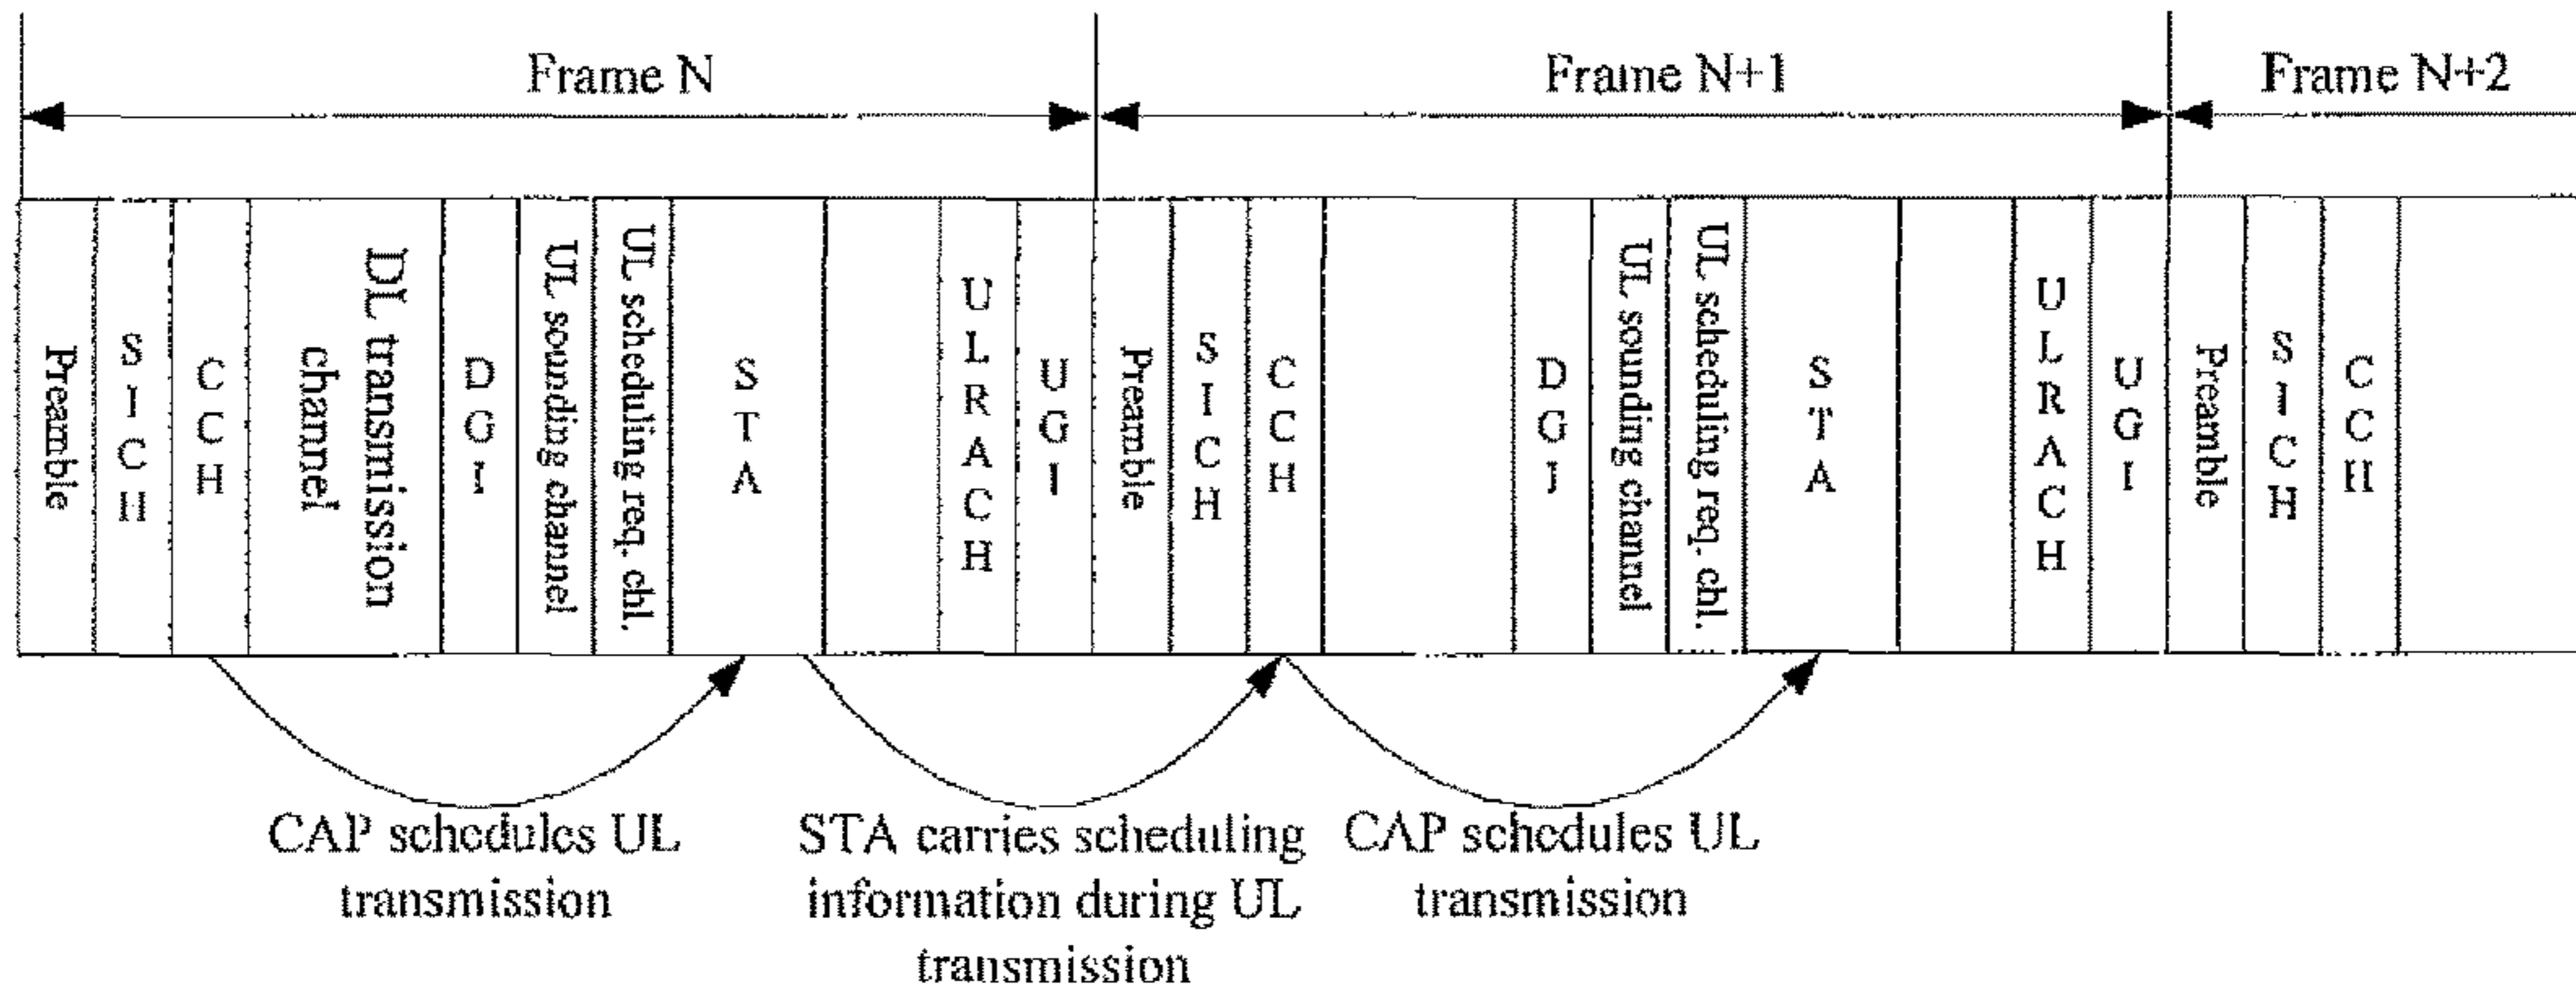 Frame N
Frame N+1
Frame N+2
Preamble
SICH
CCH
DL transmission
channel
DGI
UL sounding channel
UL scheduling req. chl.
STA
ULRACH
UGI
Preamble
SICH
CCH
DGI
UL sounding channel
UL scheduling req. chl.
STA
ULRACH
UGI
Preamble
SICH
CCH
CAP schedules UL
transmission
STA carries scheduling
information during UL
transmission
CAP schedules UL
transmission